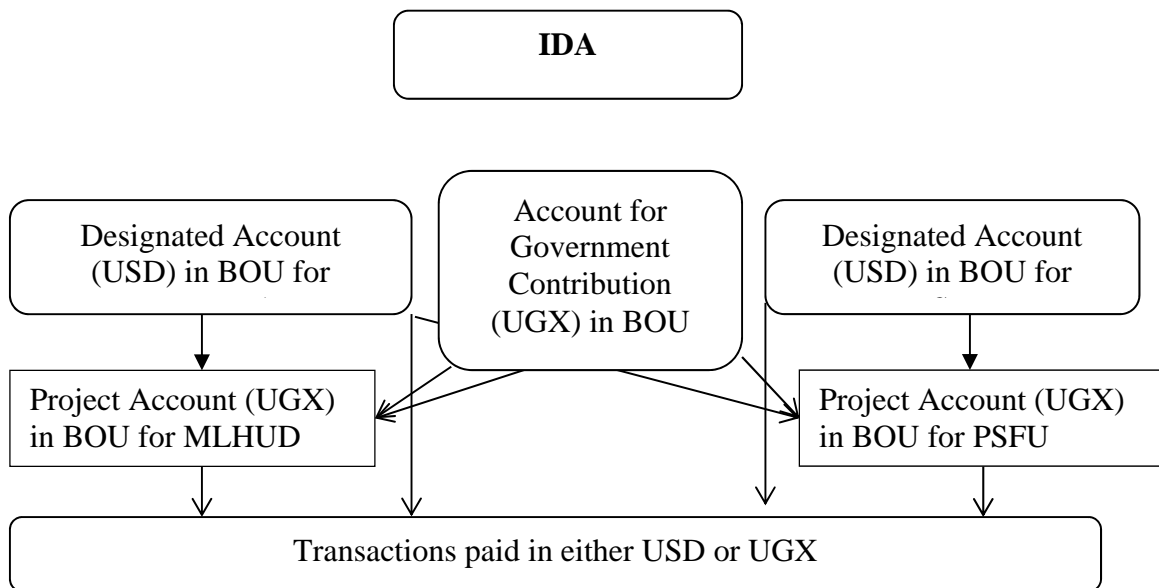 IDA
Designated Account
(USD) in BOU for
Account for
Government
Contribution
(UGX) in BOU
Designated Account
(USD) in BOU for
Project Account (UGX)
in BOU for MLHUD
Project Account (UGX)
in BOU for PSFU
Transactions paid in either USD or UGX